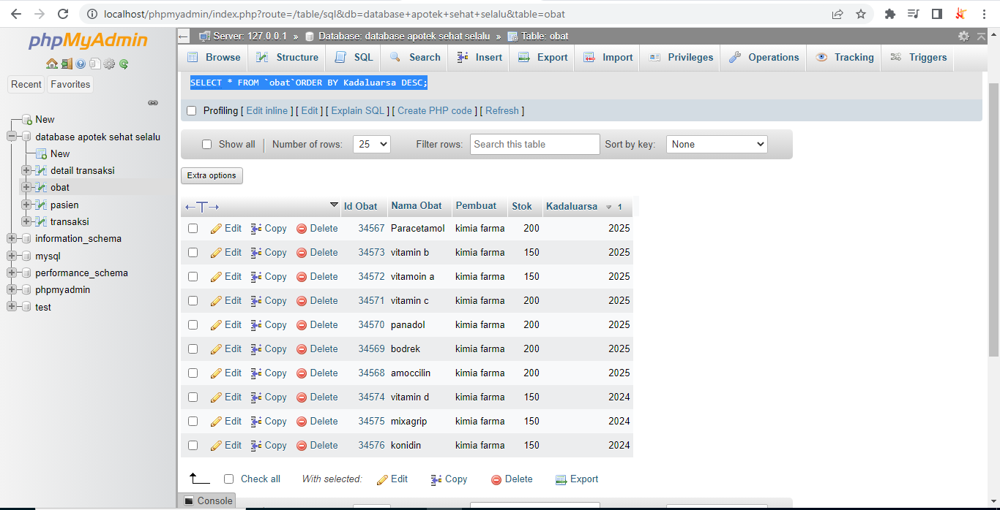 localhost/phpmyadmin/index.php?route=/table/sql&db=database+apotek+sehat+selalu&table=obat
phpMyAdmin
Recent Favorites
New
database apotek sehat selalu
New
detail transaksi
obat
pasien
transaksi
information_schema
mysql
performance_schema
phpmyadmin
test
Server: 127.0.0.1 » Database: database apotek sehat selalu » Table: obat
Browse Structure SQL Search Insert Export Import Privileges Operations Tracking Triggers
SELECT * FROM `obat`ORDER BY Kadaluarsa DESC;
Profiling [ Edit inline ] [ Edit ] [ Explain SQL ] [ Create PHP code ] [ Refresh ]
Show all Number of rows: 25 Filter rows: Search this table Sort by key: None
Extra options
←T→ Id Obat Nama Obat Pembuat Stok Kadaluarsa 1
Edit Copy Delete 34567 Paracetamol kimia farma 200 2025
Edit Copy Delete 34573 vitamin b kimia farma 150 2025
Edit Copy Delete 34572 vitamoin a kimia farma 150 2025
Edit Copy Delete 34571 vitamin c kimia farma 200 2025
Edit Copy Delete 34570 panadol kimia farma 200 2025
Edit Copy Delete 34569 bodrek kimia farma 200 2025
Edit Copy Delete 34568 amoccilin kimia farma 200 2025
Edit Copy Delete 34574 vitamin d kimia farma 150 2024
Edit Copy Delete 34575 mixagrip kimia farma 150 2024
Edit Copy Delete 34576 konidin kimia farma 150 2024
Check all With selected: Edit Copy Delete Export
Console